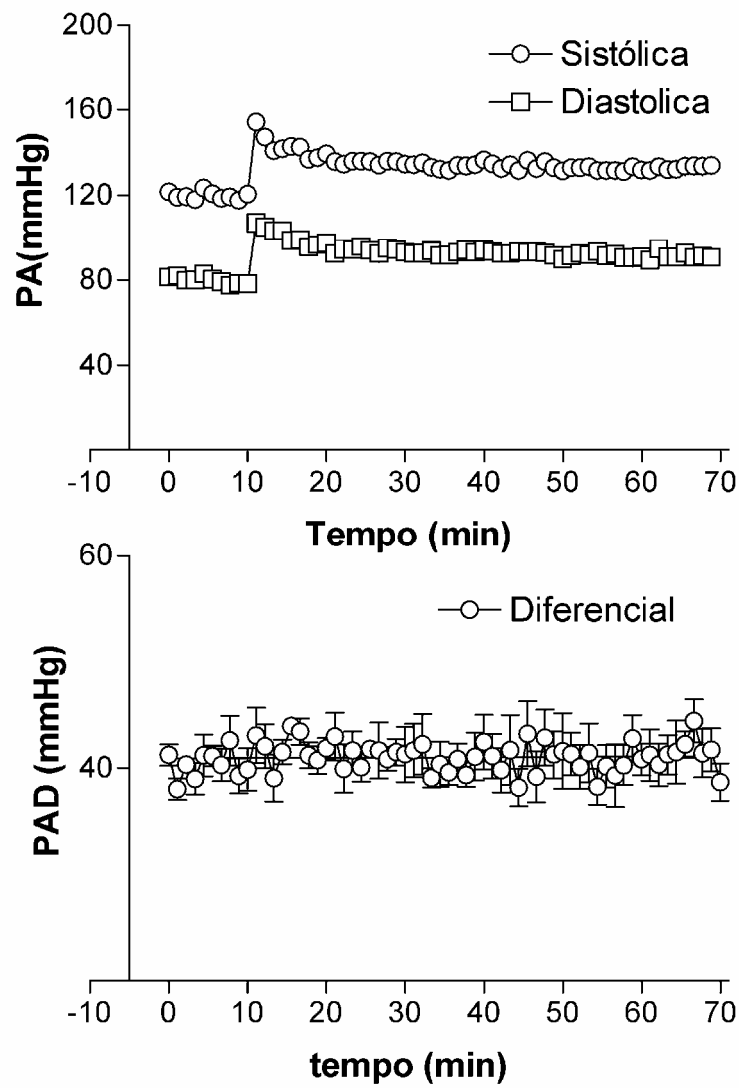 200
Sistólica
Diastolica
160
120
80
40
PA(mmHg)
-10 0 10 20 30 40 50 60 70
Tempo (min)
60
Diferencial
40
PAD (mmHg)
-10 0 10 20 30 40 50 60 70
tempo (min)